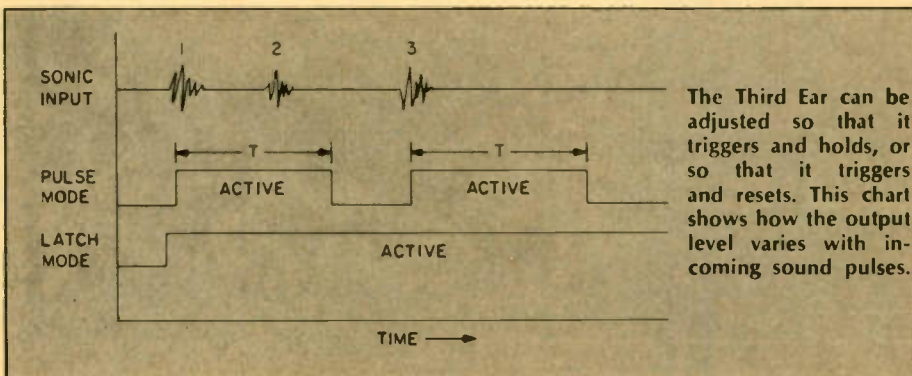 1 2 3
SONIC
INPUT
T T
PULSE
MODE
ACTIVE ACTIVE
LATCH
MODE
ACTIVE
TIME
The Third Ear can be
adjusted so that it
triggers and holds, or
so that it triggers
and resets. This chart
shows how the output
level varies with in-
coming sound pulses.